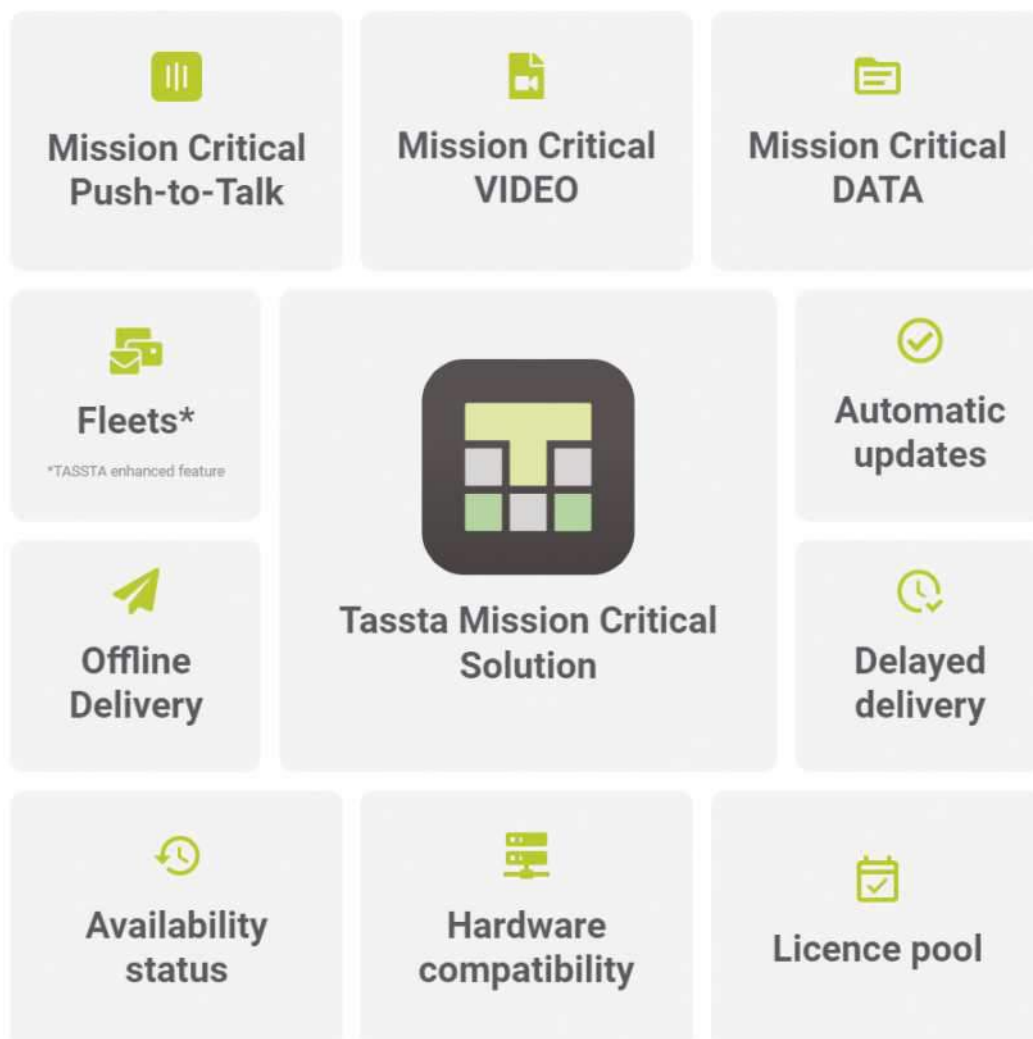 Mission Critical
Push-to-Talk
Mission Critical
VIDEO
Mission Critical
DATA
Fleets*
*TASSTA enhanced feature
Tassta Mission Critical
Solution
Automatic
updates
Offline
Delivery
Delayed
delivery
Availability
status
Hardware
compatibility
Licence pool